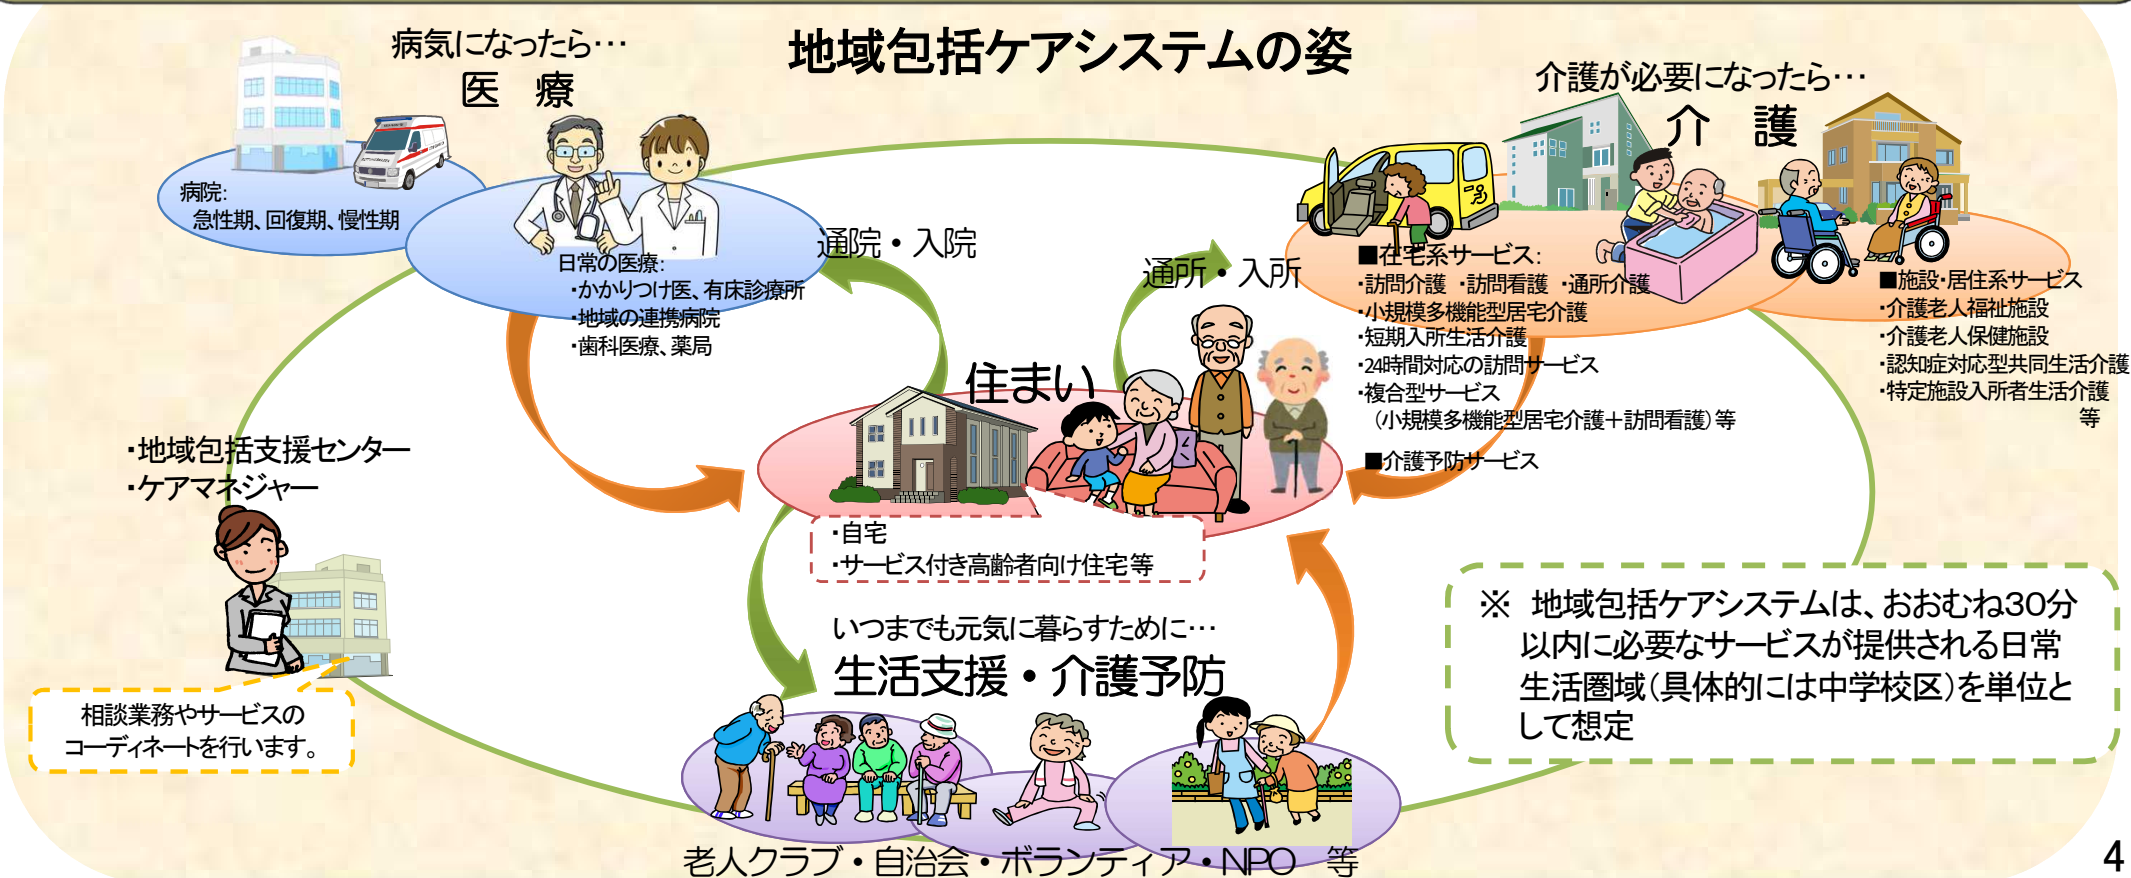 地域包括ケアシステムの姿
病気になったら…
医 療
病院:
急性期、回復期、慢性期
日常の医療:
・かかりつけ医、有床診療所
・地域の連携病院
・歯科医療、薬局
通院・入院
通所・入所
介護が必要になったら…
介 護
■在宅系サービス:
・訪問介護 ・訪問看護 ・通所介護
・小規模多機能型居宅介護
・短期入所生活介護
・24時間対応の訪問サービス
・複合型サービス
（小規模多機能型居宅介護＋訪問看護）等
■介護予防サービス
■施設・居住系サービス
・介護老人福祉施設
・介護老人保健施設
・認知症対応型共同生活介護
・特定施設入所者生活介護
等
住まい
・自宅
・サービス付き高齢者向け住宅等
・地域包括支援センター
・ケアマネジャー
相談業務やサービスの
コーディネートを行います。
いつまでも元気に暮らすために…
生活支援・介護予防
老人クラブ・自治会・ボランティア・NPO 等
※ 地域包括ケアシステムは、おおむね30分
以内に必要なサービスが提供される日常
生活圏域（具体的には中学校区）を単位と
して想定
4